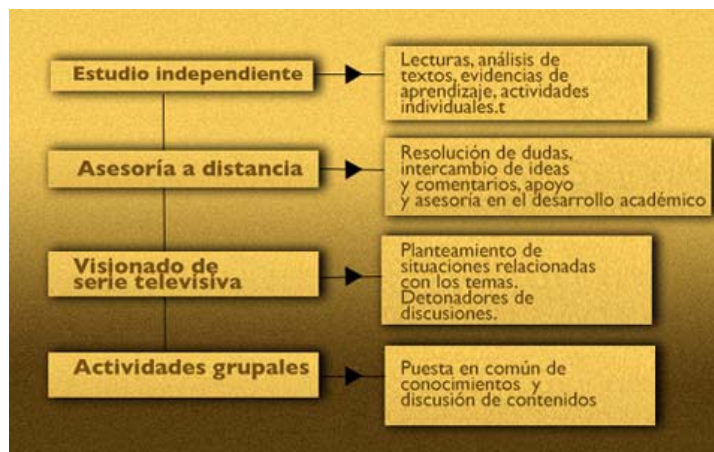 Estudio independiente
Lecturas, análisis de
textos, evidencias de
aprendizaje, actividades
individuales.t
Asesoría a distancia
Resolución de dudas,
intercambio de ideas
y comentarios, apoyo
y asesoría en el desarrollo académico
Visionado de
serie televisiva
Planteamiento de
situaciones relacionadas
con los temas.
Detonadores de
discusiones.
Actividades grupales
Puesta en común de
conocimientos y
discusión de contenidos